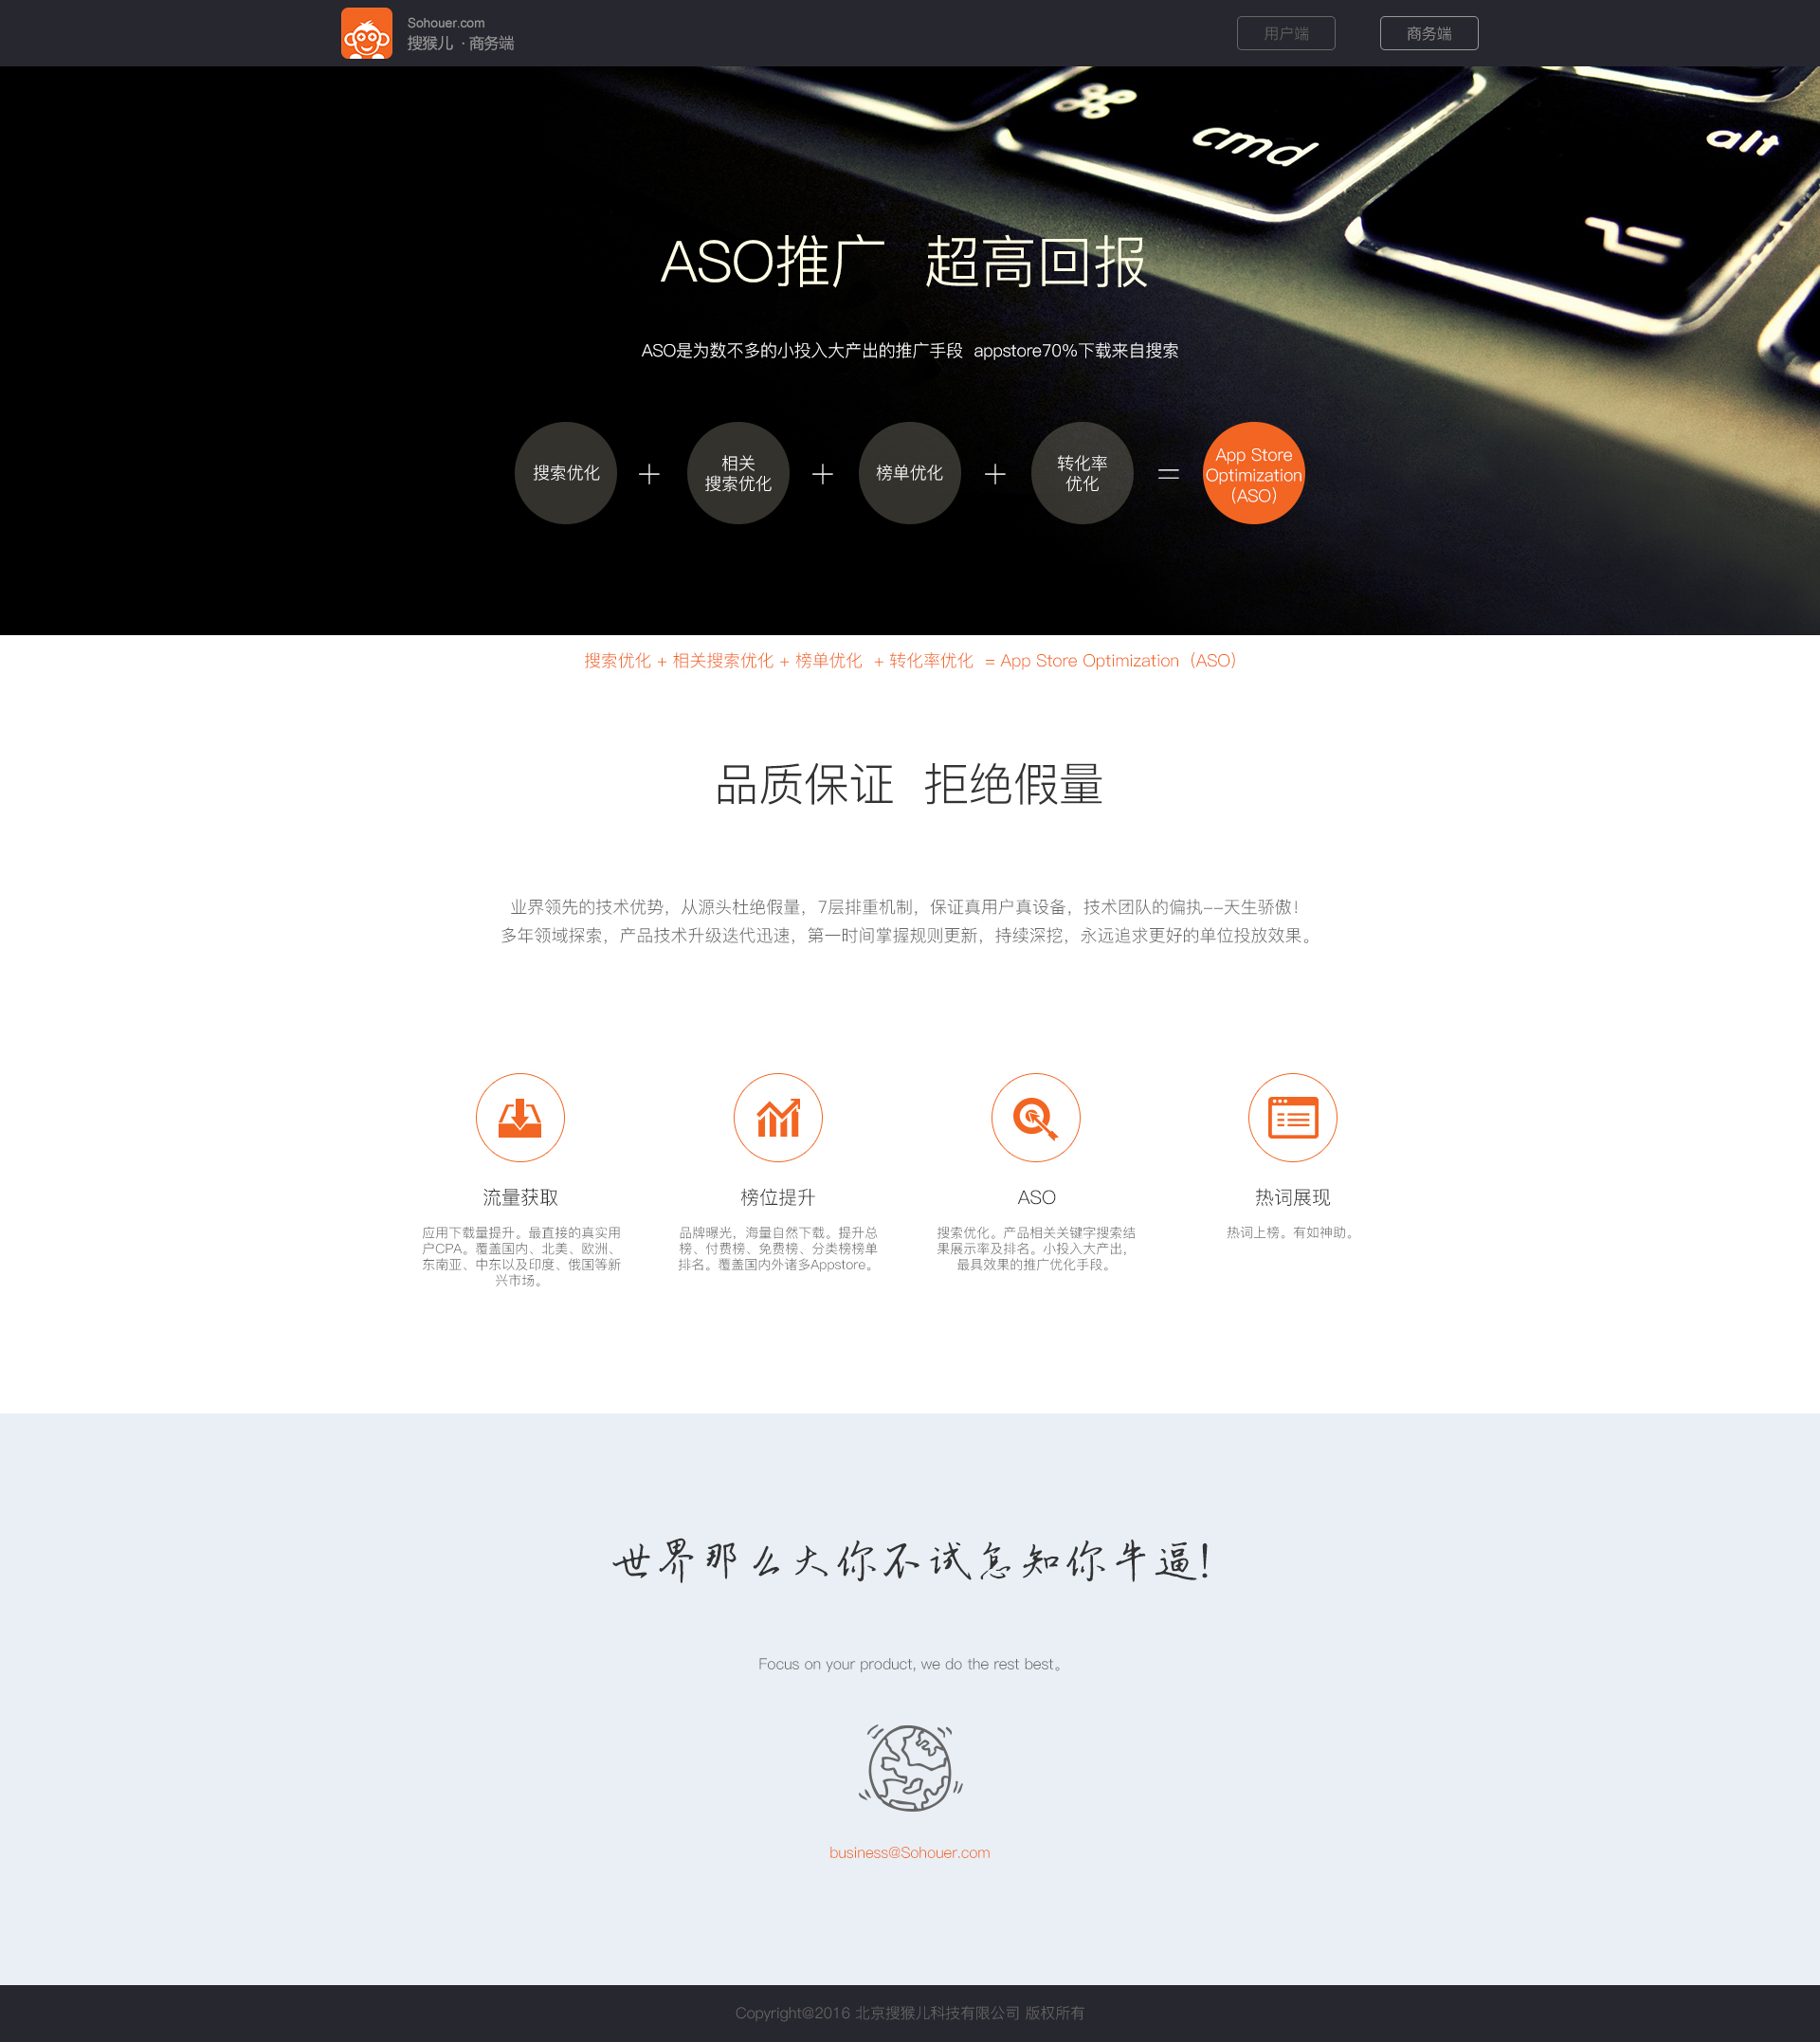 Sohouer.com
搜猴儿 · 商务端
用户端
商务端
cmd
alt
ASO推广 超高回报
ASO是为数不多的小投入大产出的推广手段 appstore70%下载来自搜索
搜索优化
+
相关
搜索优化
+
榜单优化
+
转化率
优化
=
App Store
Optimization
(ASO)
搜索优化 + 相关搜索优化 + 榜单优化 + 转化率优化 = App Store Optimization（ASO）
品质保证 拒绝假量
业界领先的技术优势，从源头杜绝假量，7层排重机制，保证真用户真设备，技术团队的偏执--天生骄傲！
多年领域探索，产品技术升级迭代迅速，第一时间掌握规则更新，持续深挖，永远追求更好的单位投放效果。
流量获取
应用下载量提升。最直接的真实用
户CPA。覆盖国内、北美、欧洲、
东南亚、中东以及印度、俄国等新
兴市场。
榜位提升
品牌曝光，海量自然下载。提升总
榜、付费榜、免费榜、分类榜榜单
排名。覆盖国内外诸多Appstore。
ASO
搜索优化。产品相关关键字搜索结
果展示率及排名。小投入大产出，
最具效果的推广优化手段。
热词展现
热词上榜。有如神助。
世界那么大你不试怎知你牛逼!
Focus on your product, we do the rest best。
business@Sohouer.com
Copyright@2016 北京搜猴儿科技有限公司 版权所有